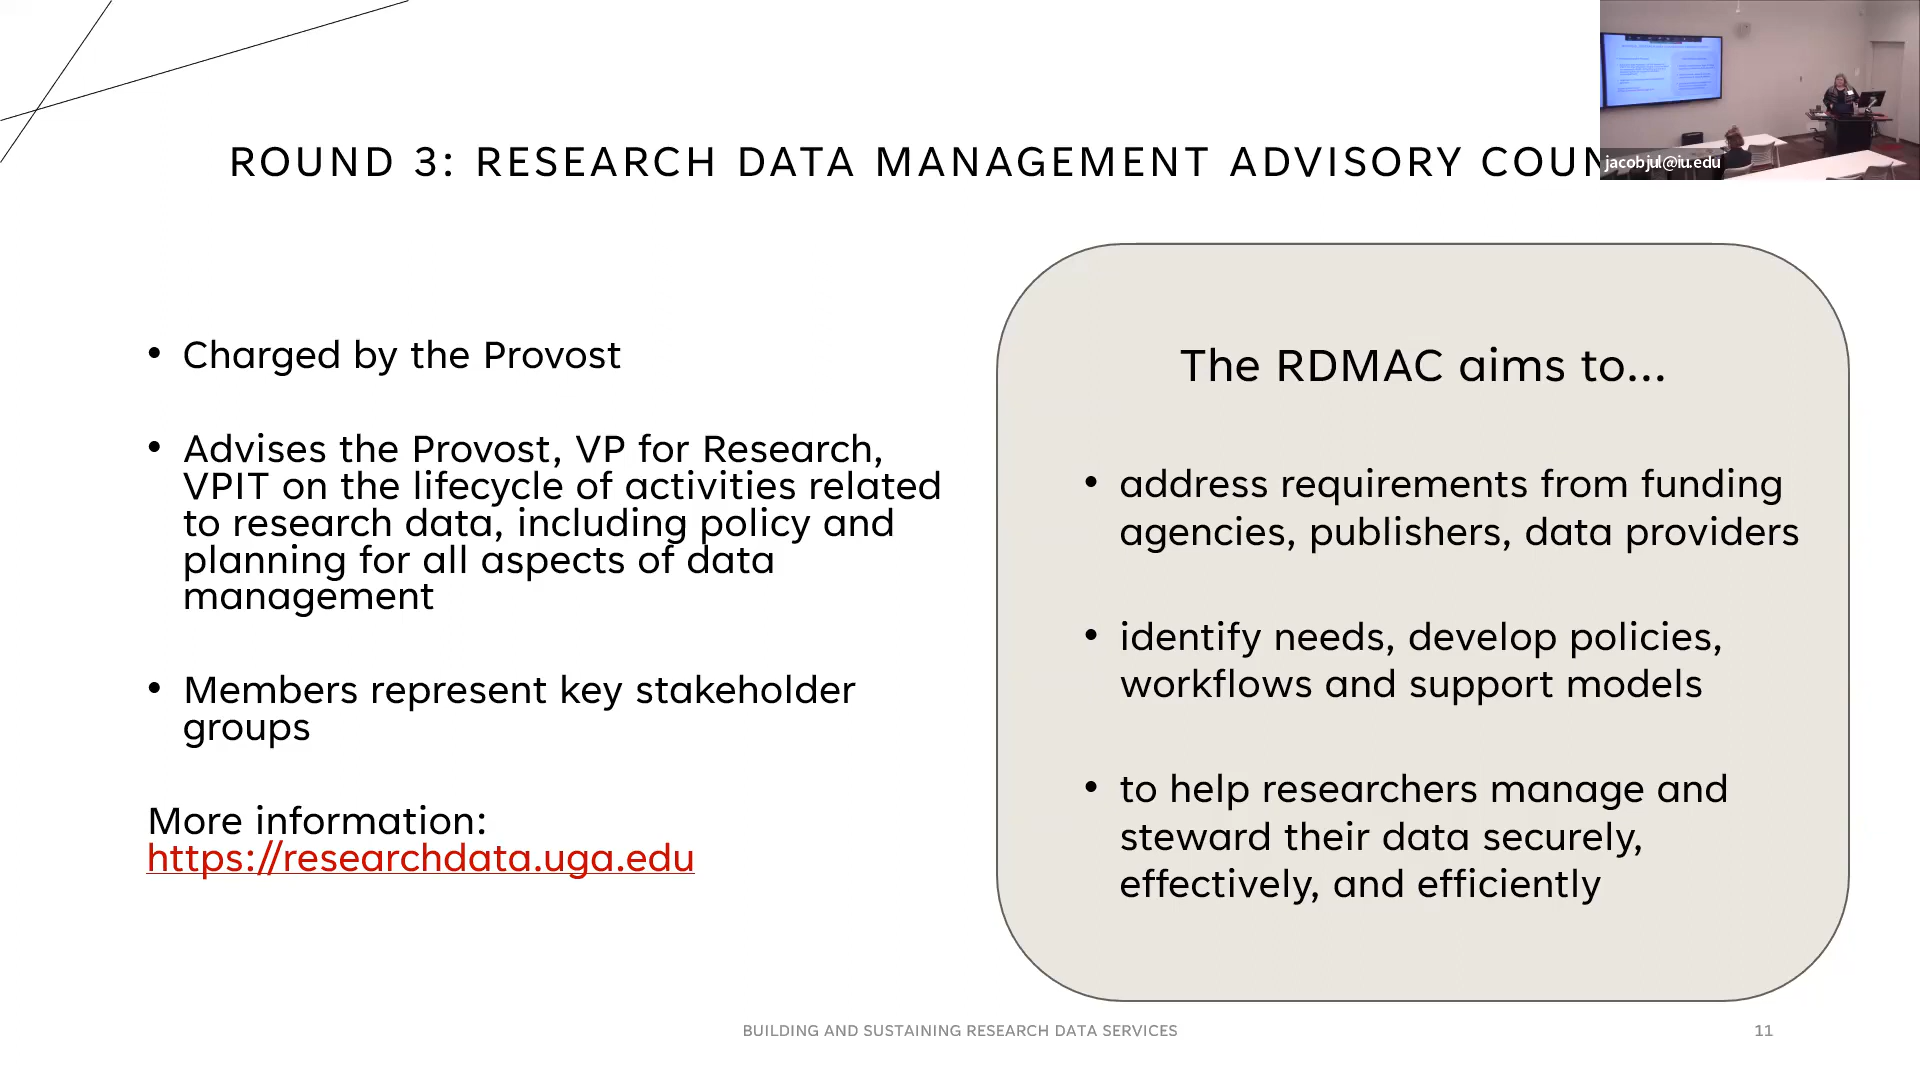 ROUND 3: RESEARCH DATA MANAGEMENT ADVISORY COUN
jacobjul@iu.edu
• Charged by the Provost
• Advises the Provost, VP for Research,
VPIT on the lifecycle of activities related
to research data, including policy and
planning for all aspects of data
management
• Members represent key stakeholder
groups
More information:
https://researchdata.uga.edu
The RDMAC aims to...
• address requirements from funding
agencies, publishers, data providers
• identify needs, develop policies,
workflows and support models
• to help researchers manage and
steward their data securely,
effectively, and efficiently
BUILDING AND SUSTAINING RESEARCH DATA SERVICES
11